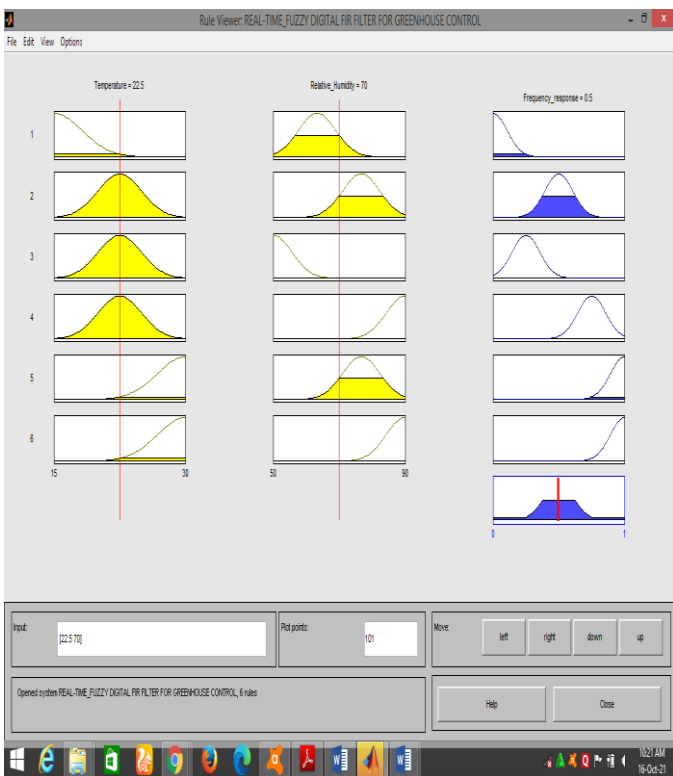 Rule Viewer: REAL-TIME_FUZZY DIGITAL FIR FILTER FOR GREENHOUSE CONTROL
File Edit View Options
Temperature = 22.5
Relative_Humidity = 70
Frequency_response = 0.5
1
2
3
4
5
6
15 30
50 90
0 1
Input:
[22.5 70]
Plot points:
101
Move:
left right down up
Opened system REAL-TIME_FUZZY DIGITAL FIR FILTER FOR GREENHOUSE CONTROL, 6 rules
Help Close
10:21 AM
16-Oct-21